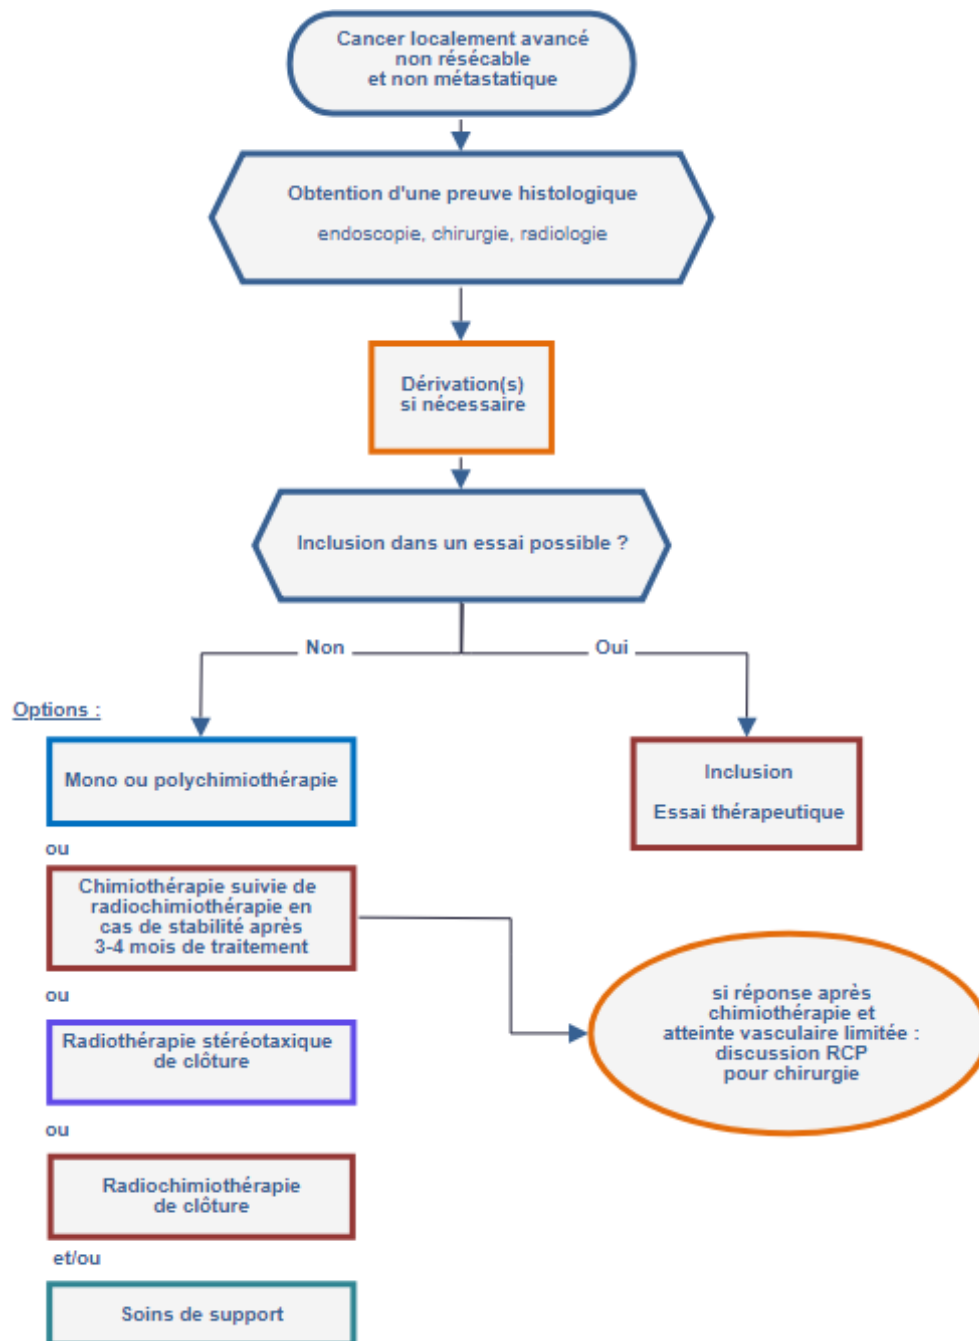 Cancer localement avancé
non résécable
et non métastatique
Obtention d'une preuve histologique
endoscopie, chirurgie, radiologie
Dérivation(s)
si nécessaire
Inclusion dans un essai possible ?
Non
Oui
Options :
Mono ou polychimiothérapie
Inclusion
Essai thérapeutique
ou
Chimiothérapie suivie de
radiochimiothérapie en
cas de stabilité après
3-4 mois de traitement
si réponse après
chimiothérapie et
atteinte vasculaire limitée :
discussion RCP
pour chirurgie
ou
Radiothérapie stéréotaxique
de clôture
ou
Radiochimiothérapie
de clôture
et/ou
Soins de support